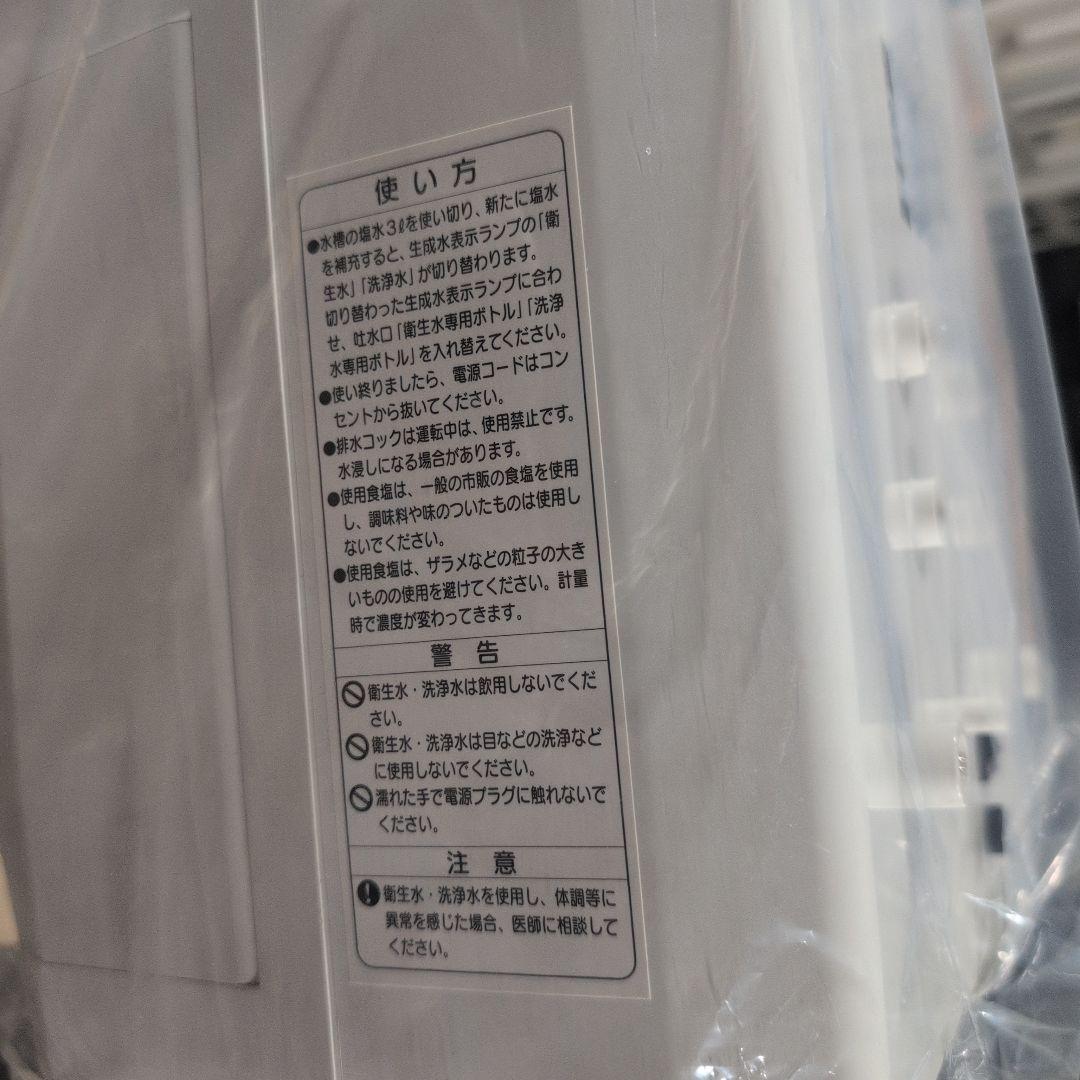 使い方
●水槽の塩水3ℓを使い切り、新たに塩水
を補充すると、生成水表示ランプの「衛
生水」「洗浄水」が切り替わります。
切り替わった生成水表示ランプに合わ
せ、吐水口「衛生水専用ボトル」「洗浄
水専用ボトル」を入れ替えてください。
●使い終りましたら、電源コードはコン
セントから抜いてください。
●排水コックは運転中は、使用禁止です。
水浸しになる場合があります。
●使用食塩は、一般の市販の食塩を使用
し、調味料や味のついたものは使用し
ないでください。
●使用食塩は、ザラメなどの粒子の大き
いものの使用を避けてください。計量
時で濃度が変わってきます。
警告
衛生水・洗浄水は飲用しないでくだ
さい。
衛生水・洗浄水は目などの洗浄など
に使用しないでください。
濡れた手で電源プラグに触れないで
ください。
注意
衛生水・洗浄水を使用し、体調等に
異常を感じた場合、医師に相談して
ください。